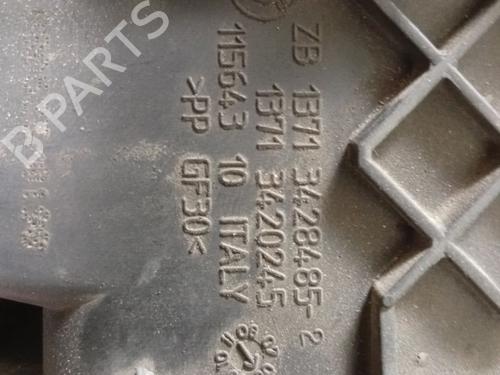 B-PARTS
ZB 1371 3428485-2
1371 3420245
115643 10 ITALY
>PP GF30<